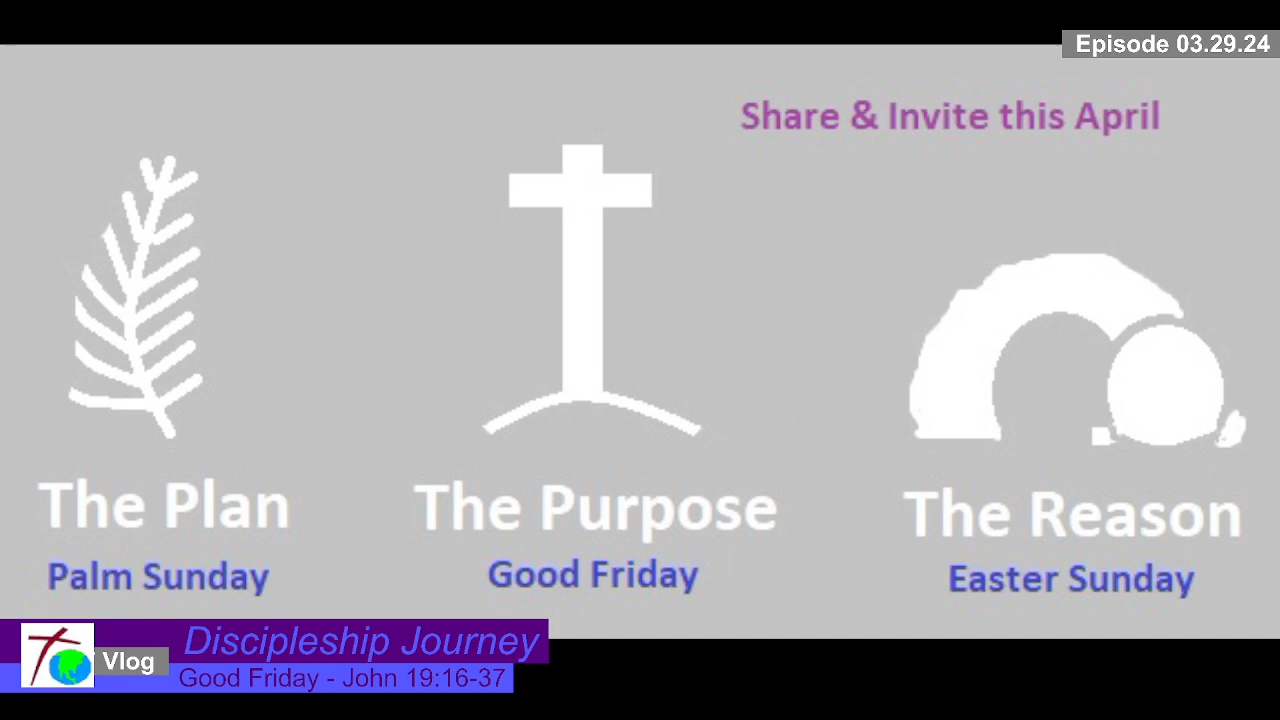 Episode 03.29.24
Share & Invite this April
The Plan
Palm Sunday
The Purpose
Good Friday
The Reason
Easter Sunday
Vlog
Discipleship Journey
Good Friday - John 19:16-37